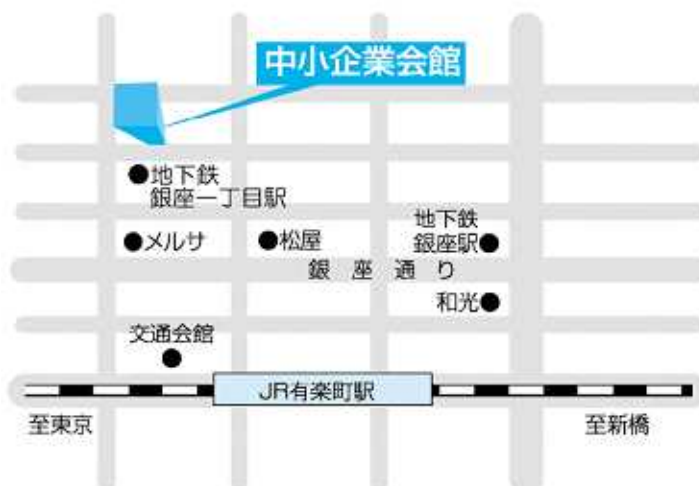 中小企業会館
地下鉄
銀座一丁目駅
メルサ
松屋
地下鉄
銀座駅
銀座通り
和光
交通会館
JR有楽町駅
至東京
至新橋